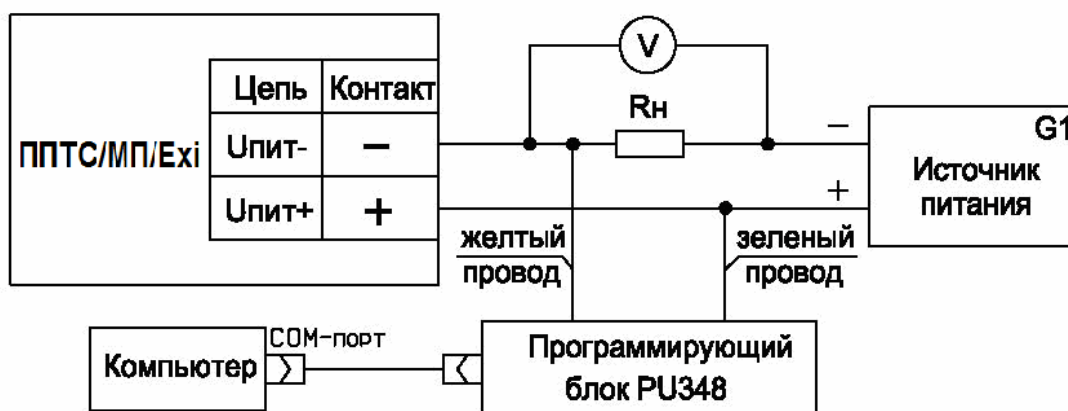 V
Цепь Контакт
Rн
− G1
ППТС/МП/Exi
Uпит- −
Источник
питания
Uпит+ + +
желтый
провод
зеленый
провод
COM-порт
Компьютер
Программирующий
блок PU348